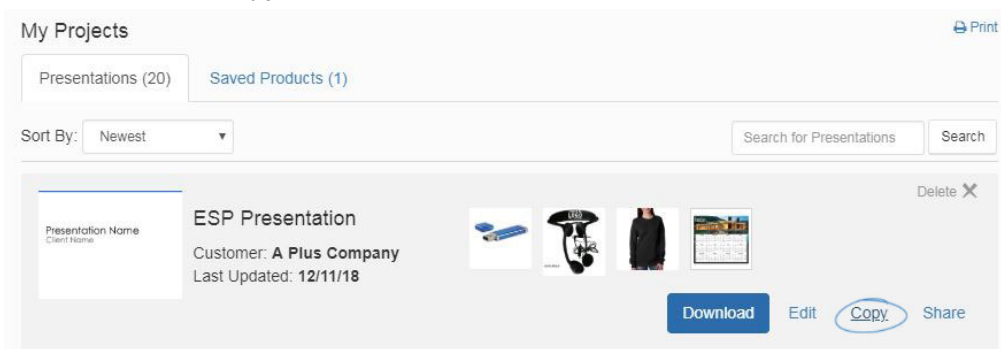 My Projects
Print
Presentations (20)
Saved Products (1)
Sort By:
Newest
Search for Presentations
Search
Delete
Presentation Name
Client Name
ESP Presentation
Customer: A Plus Company
Last Updated: 12/11/18
LOGO
Download
Edit
Copy
Share